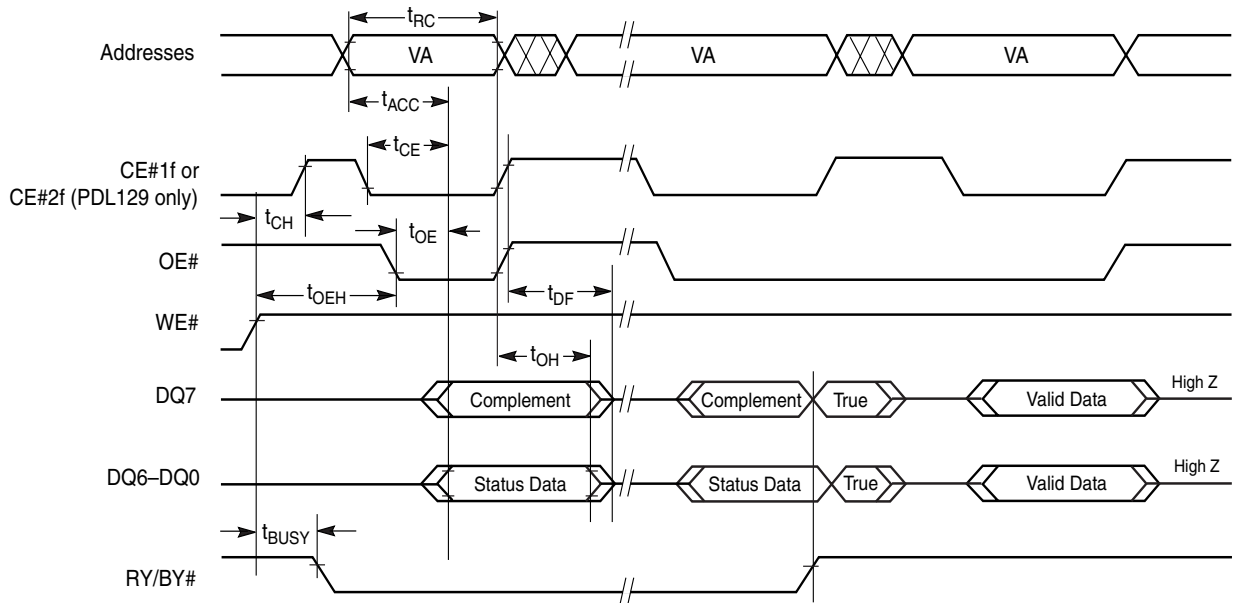 tRC
Addresses VA VA VA
tACC
tCE
CE#1f or
CE#2f (PDL129 only)
tCH
tOE
OE#
tOEH
tDF
WE#
tOH
DQ7 Complement Complement True Valid Data High Z
DQ6–DQ0 Status Data Status Data True Valid Data High Z
tBUSY
RY/BY#